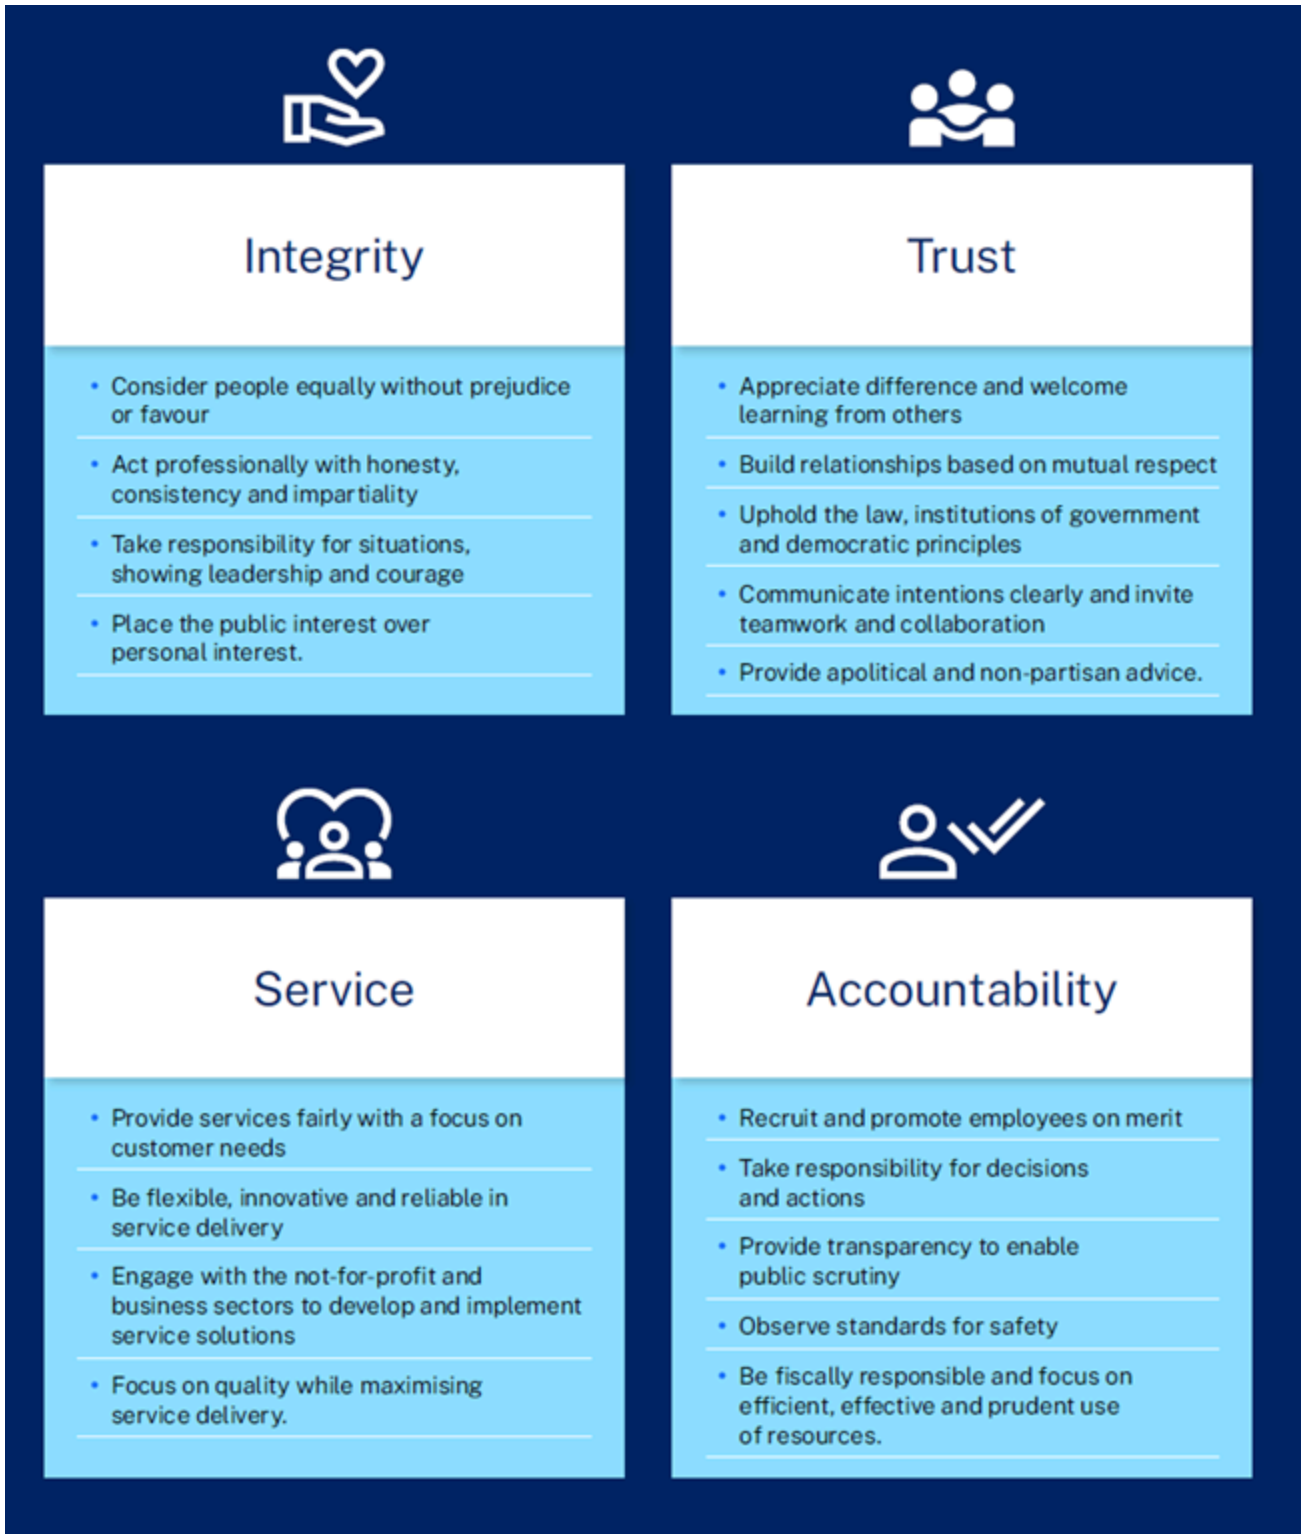 Integrity
• Consider people equally without prejudice
or favour
• Act professionally with honesty,
consistency and impartiality
• Take responsibility for situations,
showing leadership and courage
• Place the public interest over
personal interest.
Trust
• Appreciate difference and welcome
learning from others
• Build relationships based on mutual respect
• Uphold the law, institutions of government
and democratic principles
• Communicate intentions clearly and invite
teamwork and collaboration
• Provide apolitical and non-partisan advice.
Service
• Provide services fairly with a focus on
customer needs
• Be flexible, innovative and reliable in
service delivery
• Engage with the not-for-profit and
business sectors to develop and implement
service solutions
• Focus on quality while maximising
service delivery.
Accountability
• Recruit and promote employees on merit
• Take responsibility for decisions
and actions
• Provide transparency to enable
public scrutiny
• Observe standards for safety
• Be fiscally responsible and focus on
efficient, effective and prudent use
of resources.